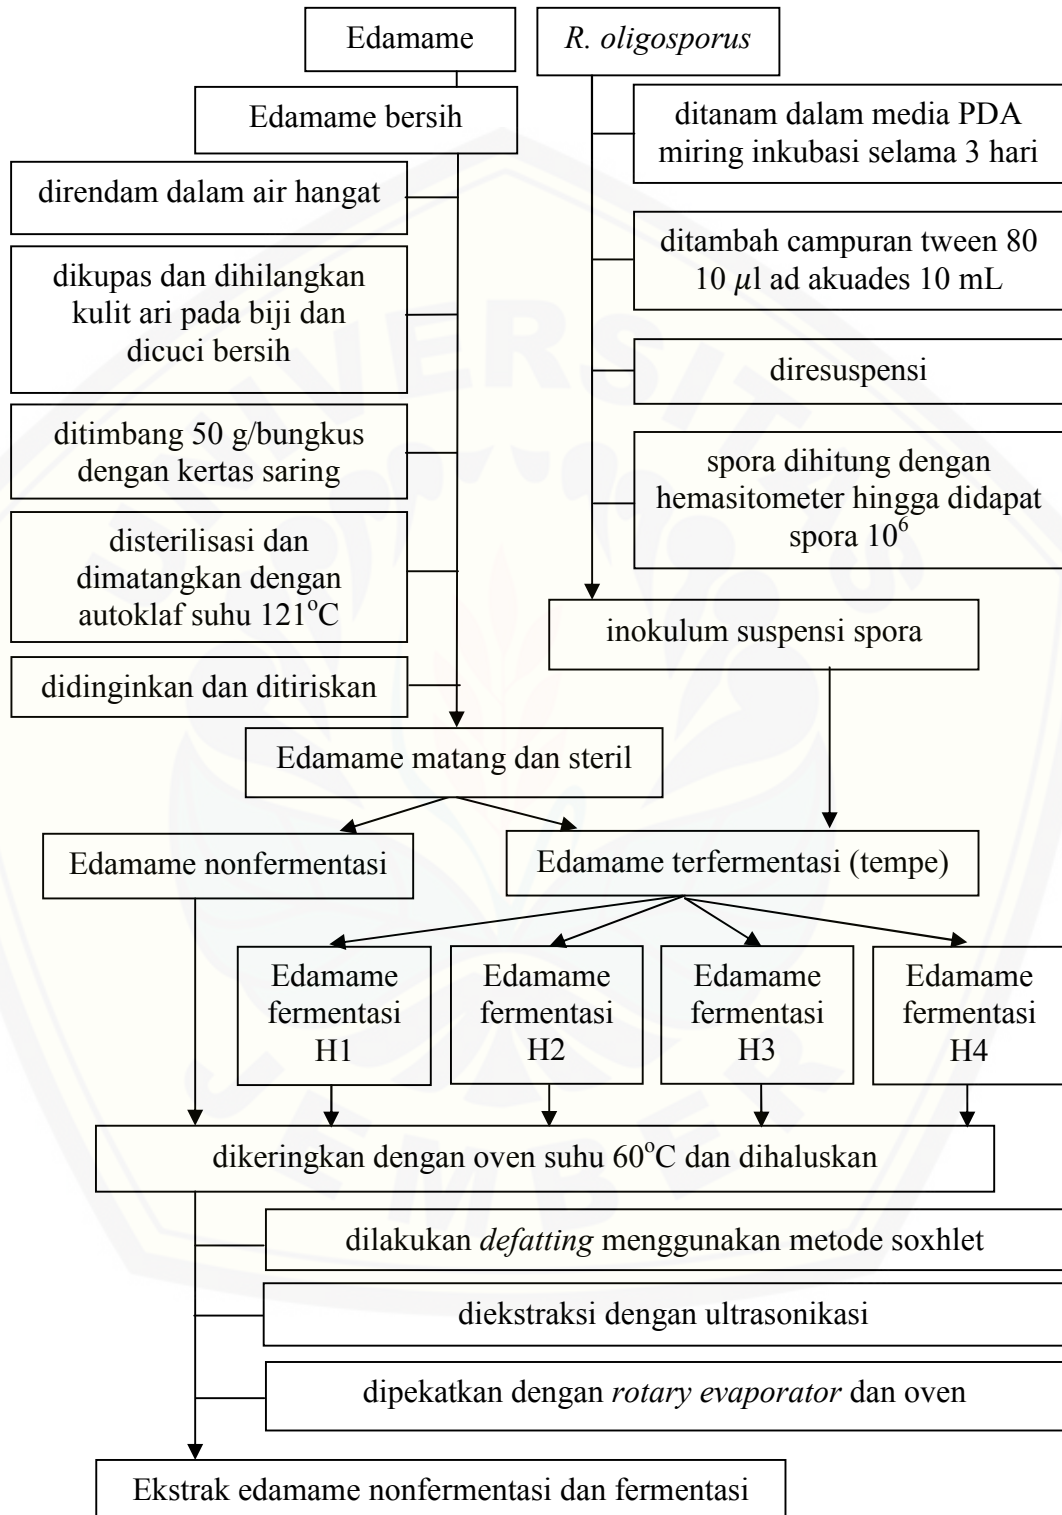 Edamame
R. oligosporus
Edamame bersih
ditanam dalam media PDA
miring inkubasi selama 3 hari
direndam dalam air hangat
ditambah campuran tween 80
10 µl ad akuades 10 mL
dikupas dan dihilangkan
kulit ari pada biji dan
dicuci bersih
diresuspensi
ditimbang 50 g/bungkus
dengan kertas saring
spora dihitung dengan
hemasitometer hingga didapat
spora 10⁶
disterilisasi dan
dimatangkan dengan
autoklaf suhu 121°C
inokulum suspensi spora
didinginkan dan ditiriskan
Edamame matang dan steril
Edamame nonfermentasi
Edamame terfermentasi (tempe)
Edamame
fermentasi
H1
Edamame
fermentasi
H2
Edamame
fermentasi
H3
Edamame
fermentasi
H4
dikeringkan dengan oven suhu 60°C dan dihaluskan
dilakukan defatting menggunakan metode soxhlet
diekstraksi dengan ultrasonikasi
dipekatkan dengan rotary evaporator dan oven
Ekstrak edamame nonfermentasi dan fermentasi
UNIVERSITAS
JEMBER